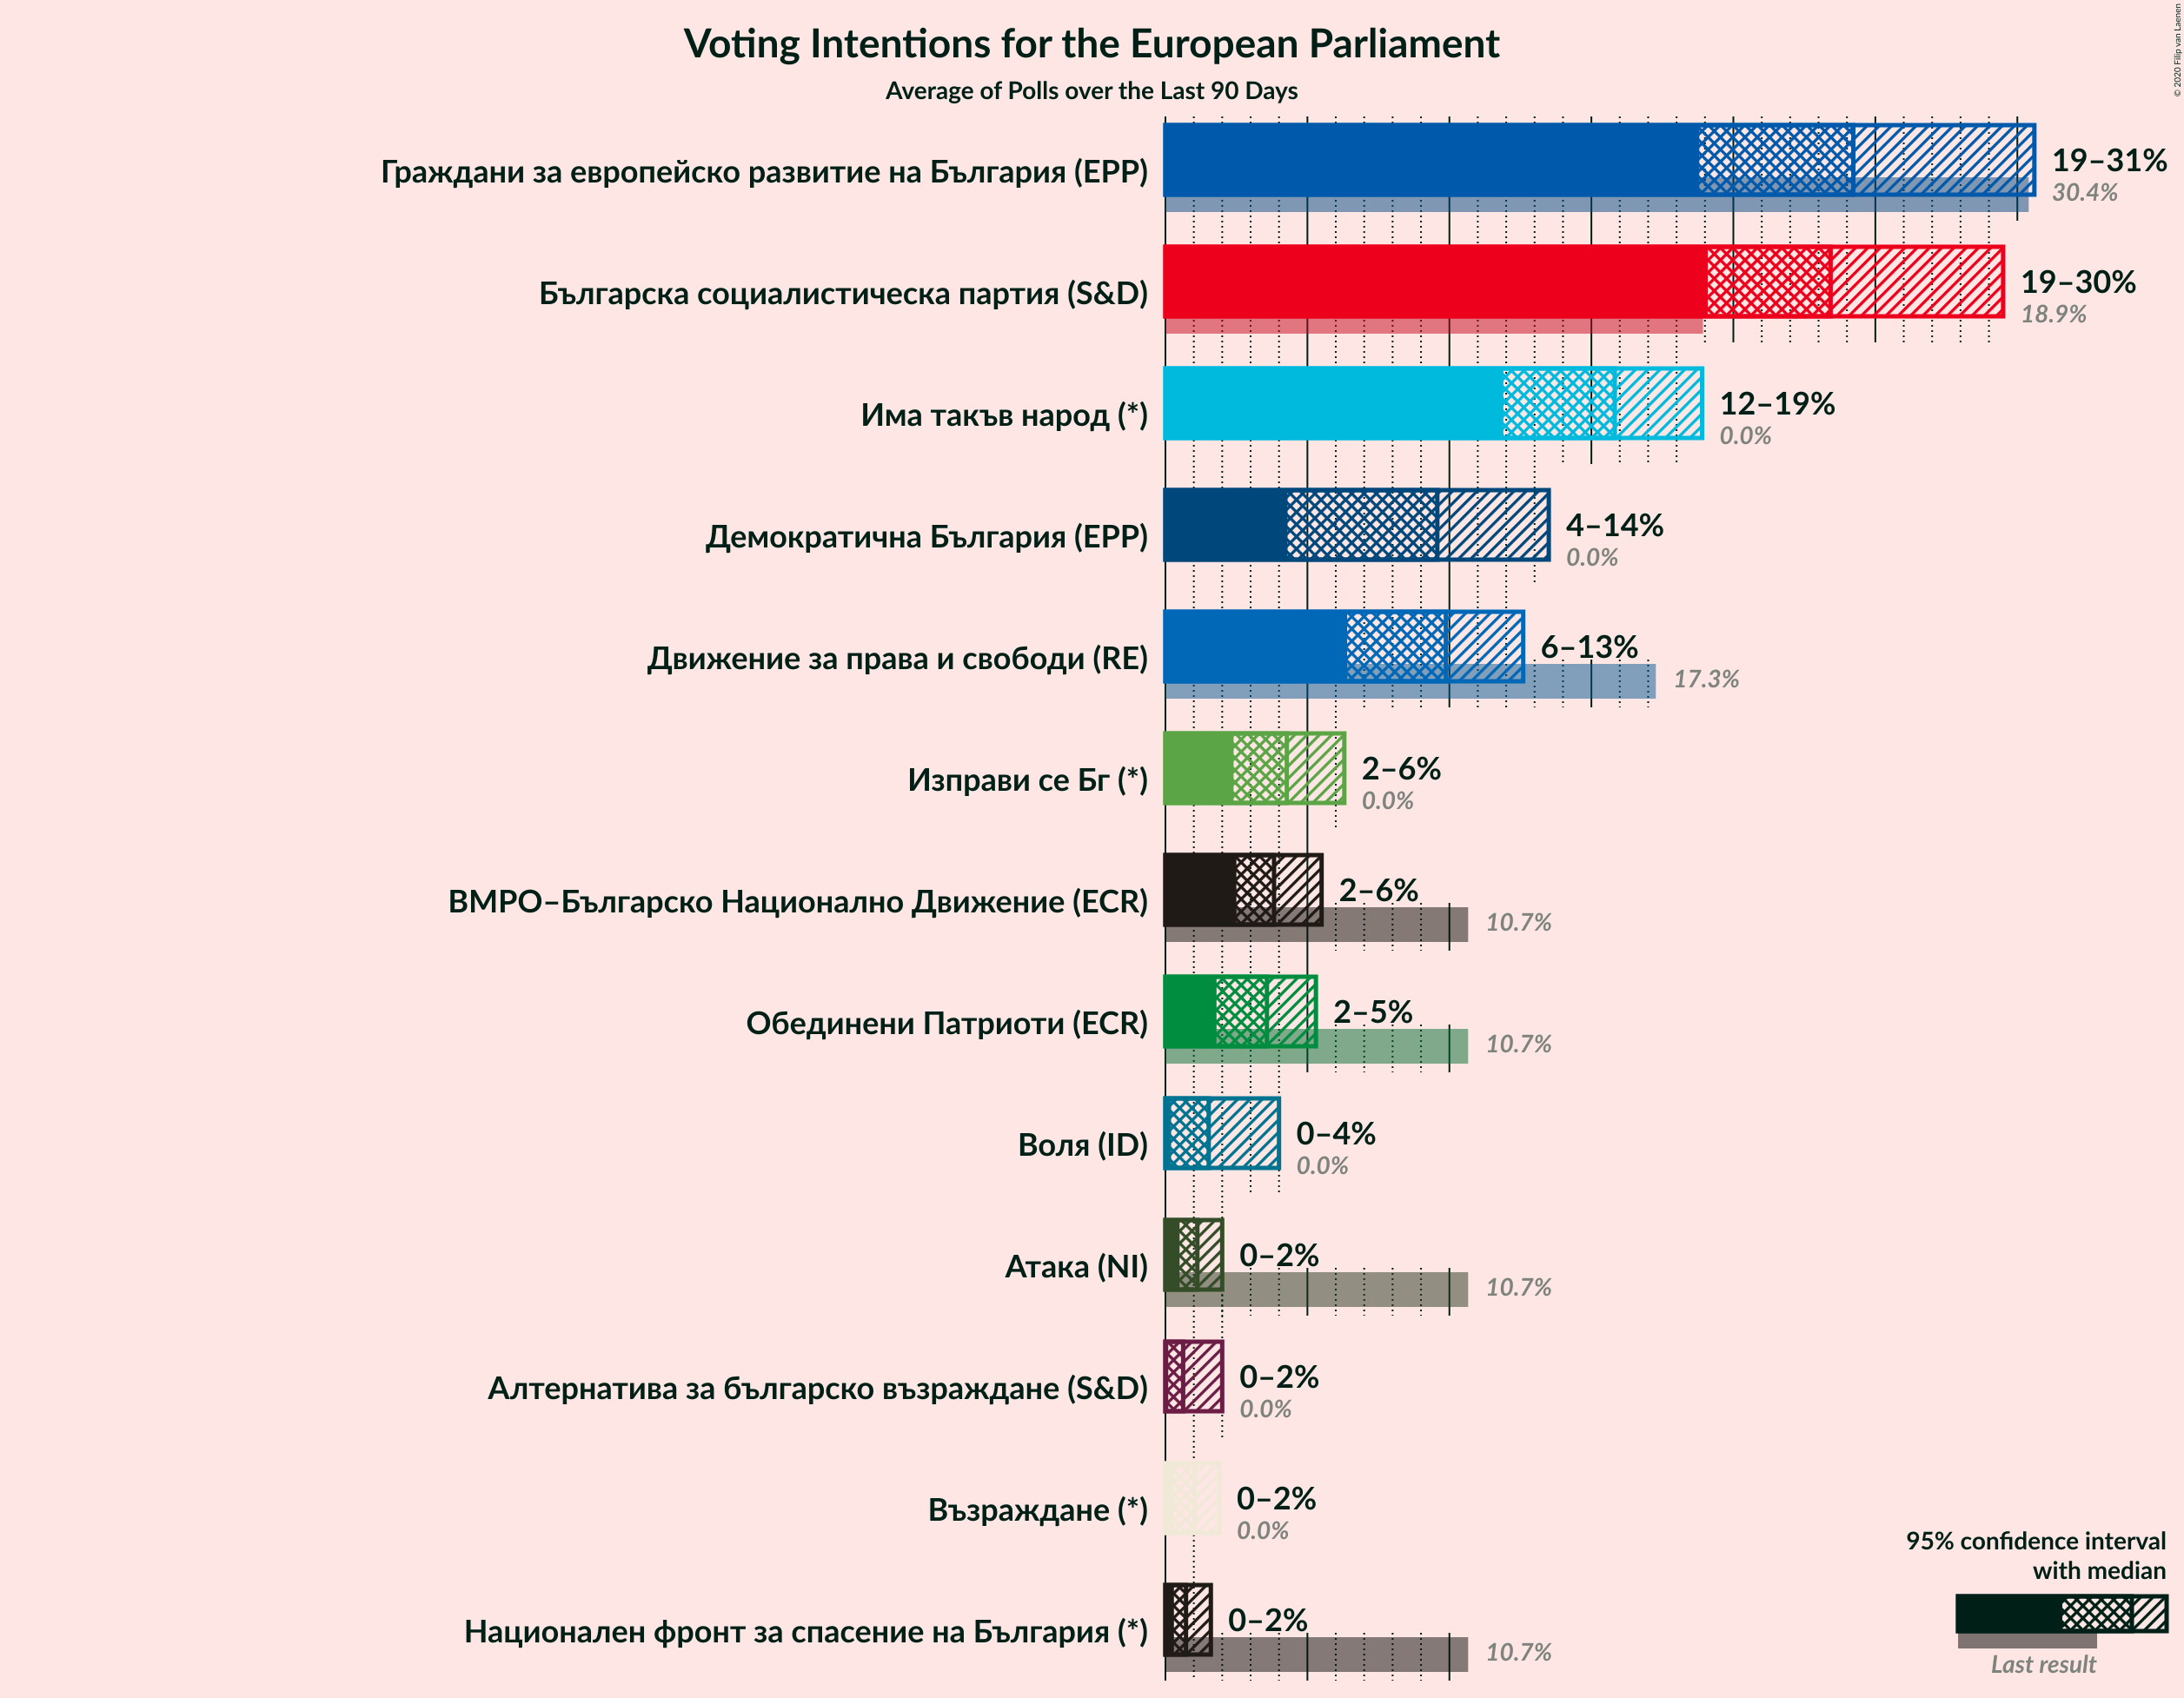 Voting Intentions for the European Parliament
Average of Polls over the Last 90 Days
© 2020 Filip van Laenen
Граждани за европейско развитие на България (EPP)
19–31%
30.4%
Българска социалистическа партия (S&D)
19–30%
18.9%
Има такъв народ (*)
12–19%
0.0%
Демократична България (EPP)
4–14%
0.0%
Движение за права и свободи (RE)
6–13%
17.3%
Изправи се Бг (*)
2–6%
0.0%
ВМРО–Българско Национално Движение (ECR)
2–6%
10.7%
Обединени Патриоти (ECR)
2–5%
10.7%
Воля (ID)
0–4%
0.0%
Атака (NI)
0–2%
10.7%
Алтернатива за българско възраждане (S&D)
0–2%
0.0%
Възраждане (*)
0–2%
0.0%
Национален фронт за спасение на България (*)
0–2%
10.7%
95% confidence interval
with median
Last result